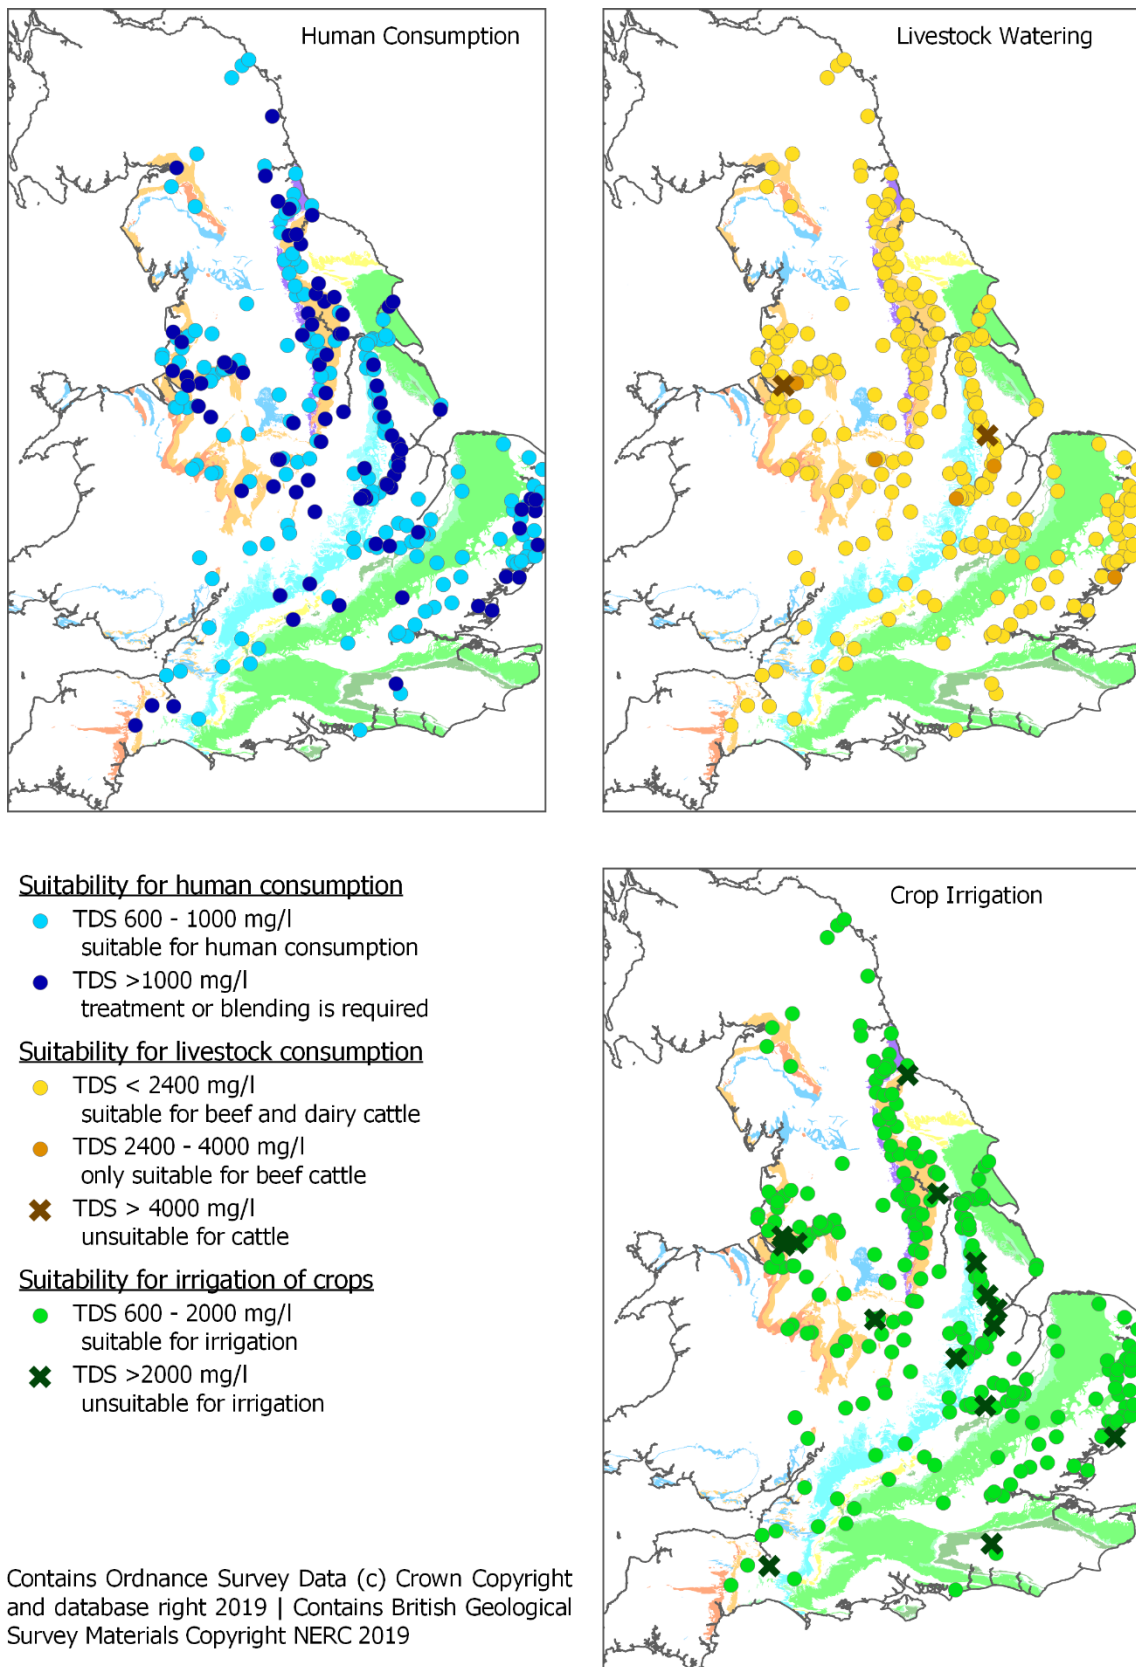 Human Consumption
Livestock Watering
Suitability for human consumption
TDS 600 - 1000 mg/l
suitable for human consumption
TDS >1000 mg/l
treatment or blending is required
Suitability for livestock consumption
TDS < 2400 mg/l
suitable for beef and dairy cattle
TDS 2400 - 4000 mg/l
only suitable for beef cattle
TDS > 4000 mg/l
unsuitable for cattle
Suitability for irrigation of crops
TDS 600 - 2000 mg/l
suitable for irrigation
TDS >2000 mg/l
unsuitable for irrigation
Crop Irrigation
Contains Ordnance Survey Data (c) Crown Copyright
and database right 2019 | Contains British Geological
Survey Materials Copyright NERC 2019